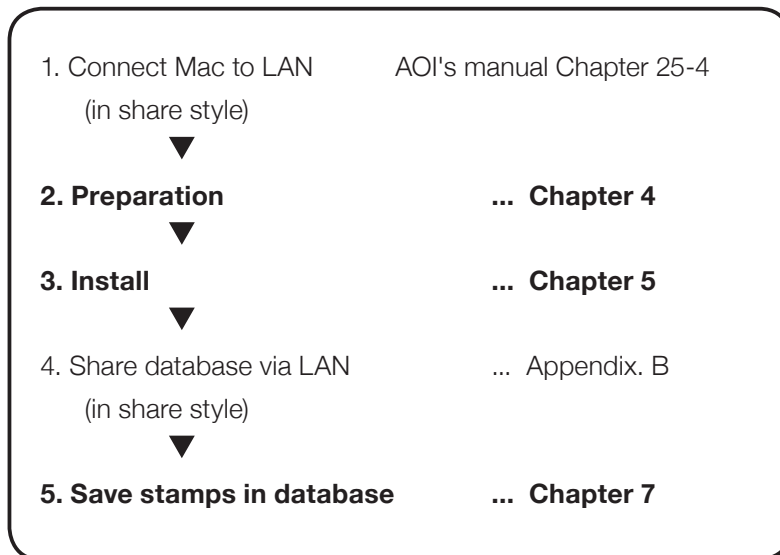 1. Connect Mac to LAN AOI's manual Chapter 25-4
(in share style)
2. Preparation ... Chapter 4
3. Install ... Chapter 5
4. Share database via LAN ... Appendix. B
(in share style)
5. Save stamps in database ... Chapter 7